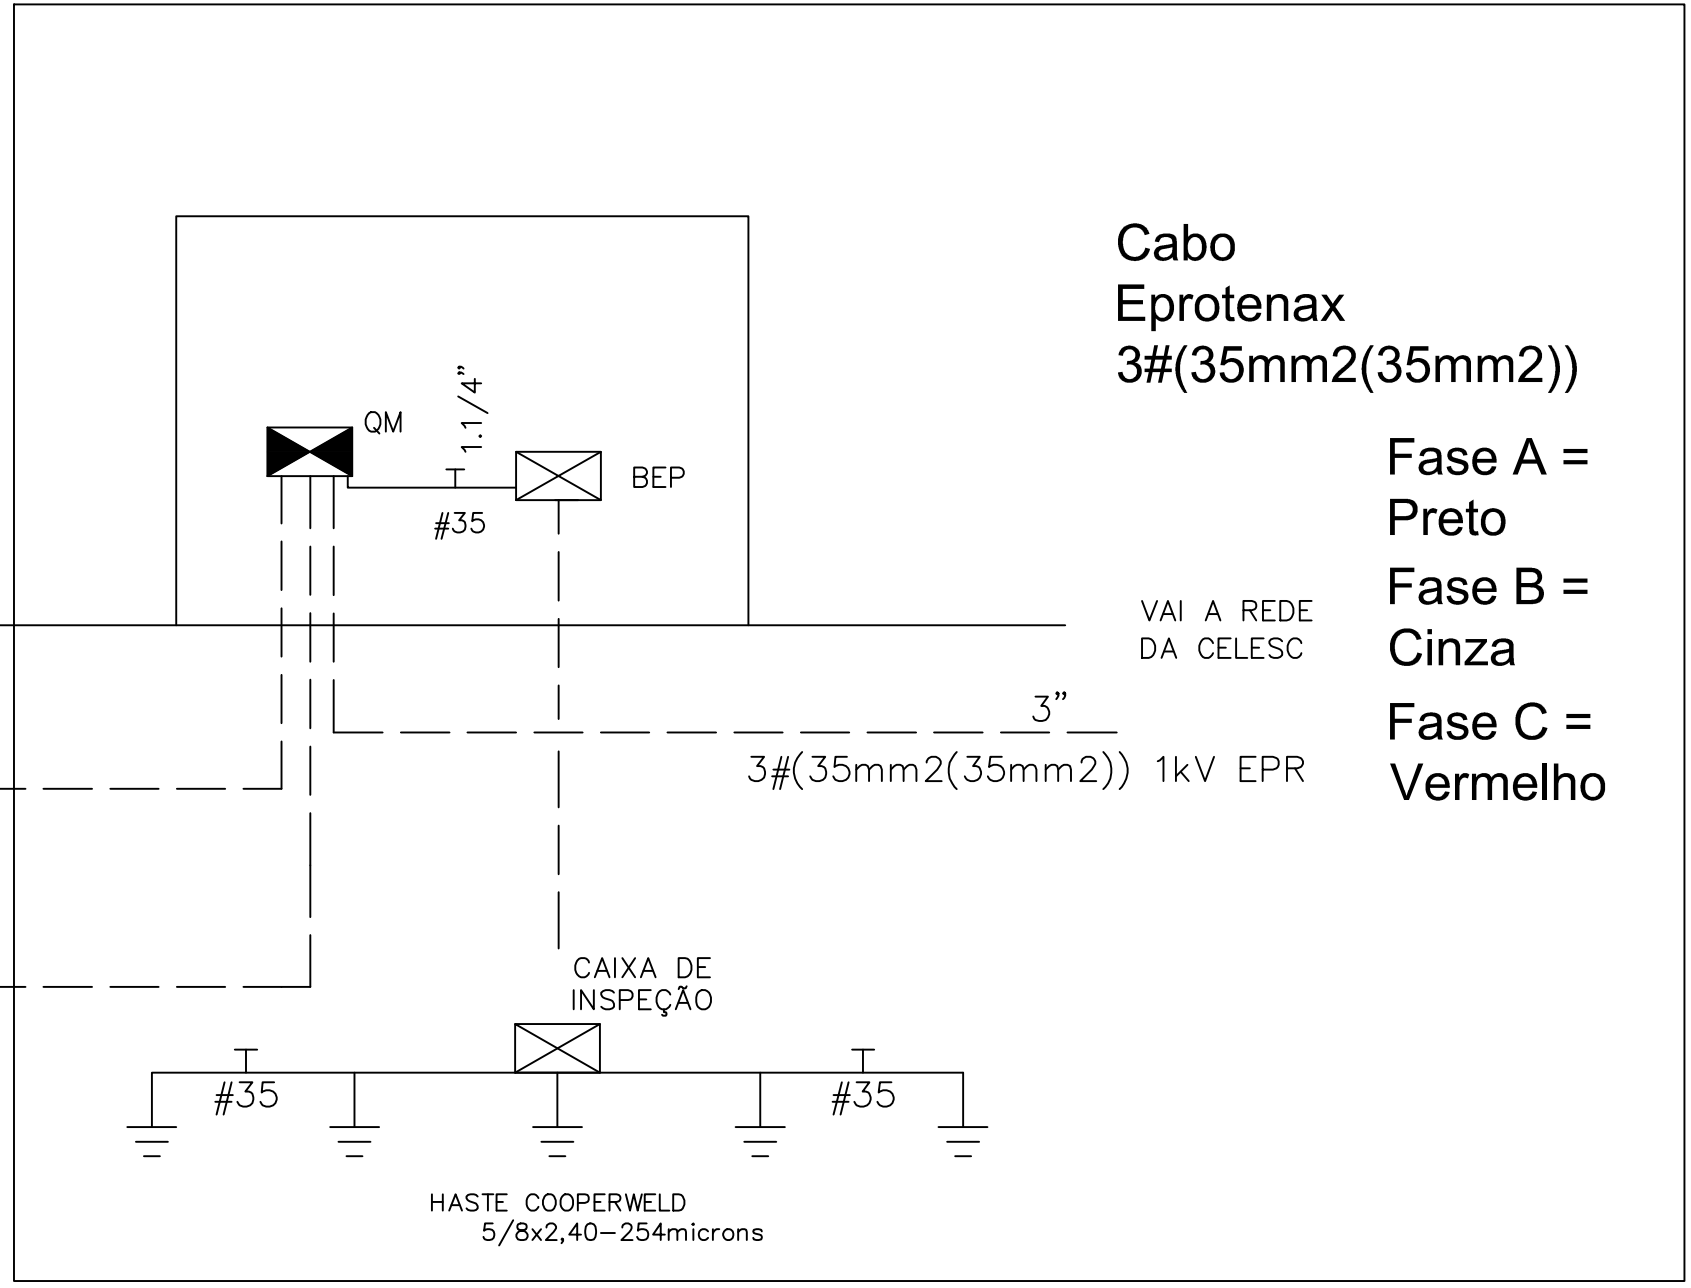 Cabo
Eprotenax
3#(35mm2(35mm2))
Fase A =
Preto
Fase B =
Cinza
Fase C =
Vermelho
QM
1.1/4”
BEP
#35
VAI A REDE
DA CELESC
3”
3#(35mm2(35mm2)) 1kV EPR
CAIXA DE
INSPEÇÃO
#35
#35
HASTE COOPERWELD
5/8x2,40-254microns